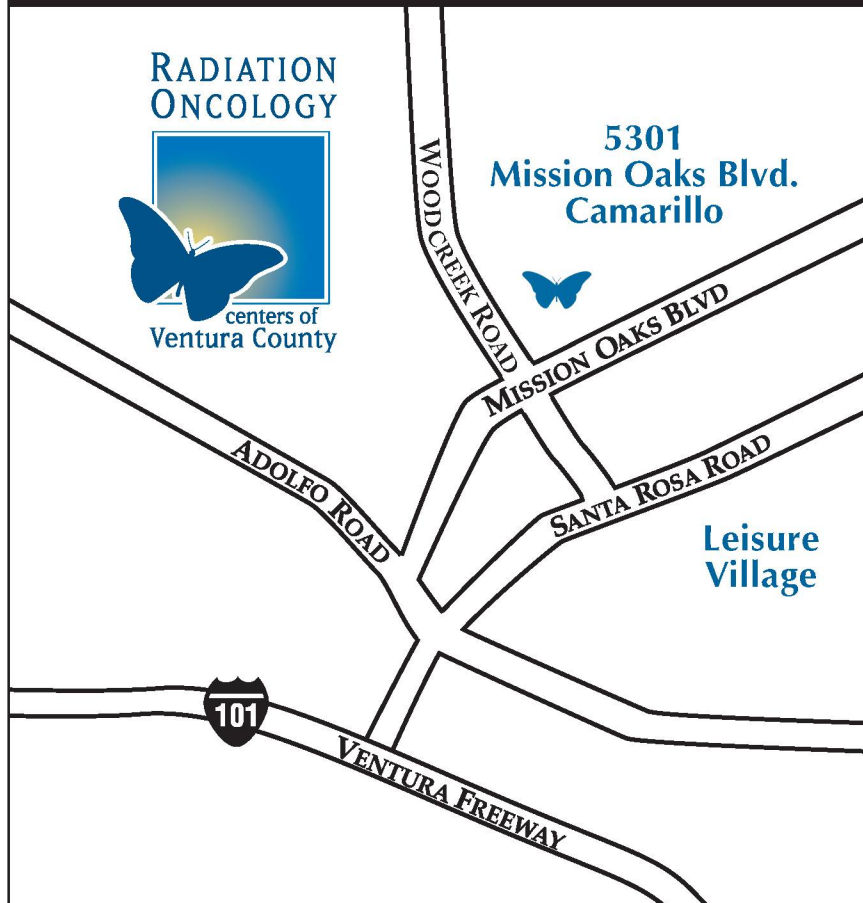 RADIATION
ONCOLOGY
centers of
Ventura County
5301
Mission Oaks Blvd.
Camarillo
WOODCREEK ROAD
MISSION OAKS BLVD
ADOLFO ROAD
SANTA ROSA ROAD
Leisure
Village
101
VENTURA FREEWAY